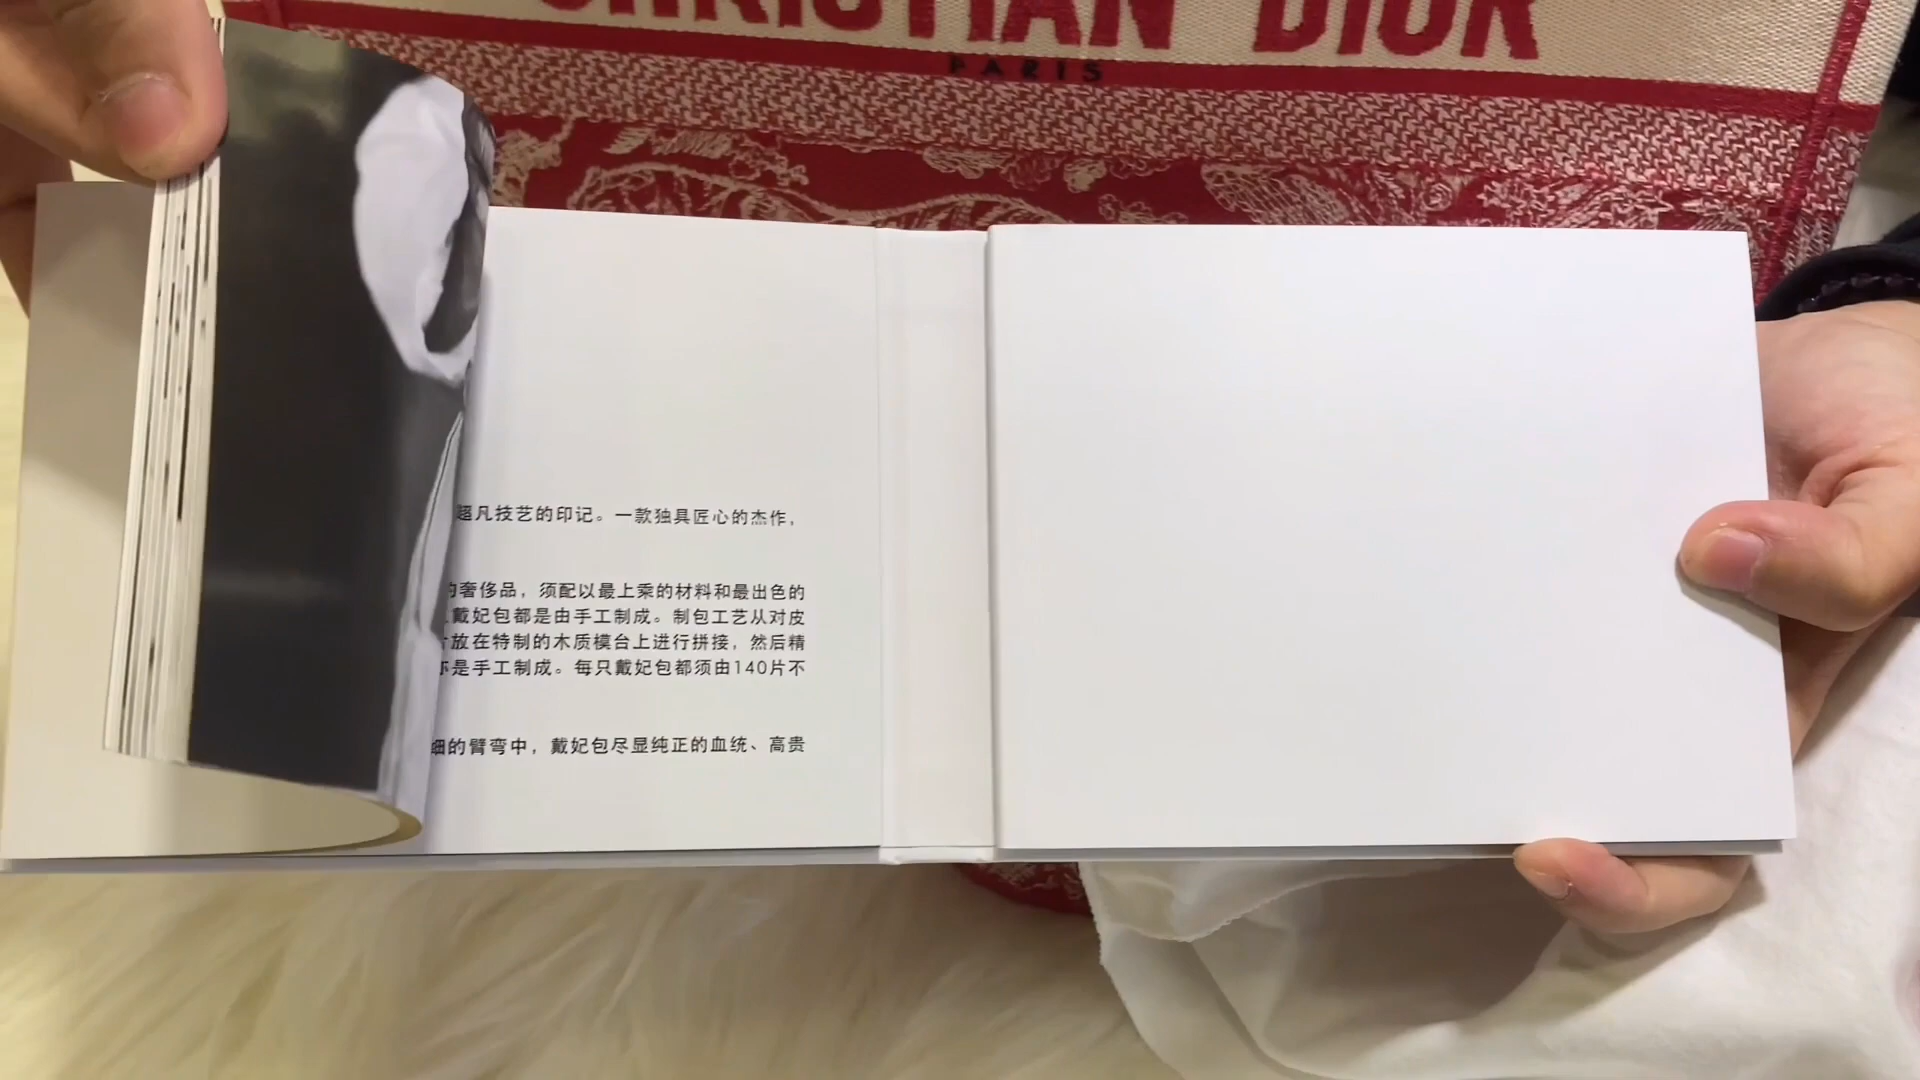 CHRISTIAN DIOR
PARIS
超凡技艺的印记。一款独具匠心的杰作，
的奢侈品，须配以最上乘的材料和最出色的
戴妃包都是由手工制成。制包工艺从对皮
放在特制的木质模台上进行拼接，然后精
亦是手工制成。每只戴妃包都须由140片不
细的臂弯中，戴妃包尽显纯正的血统、高贵